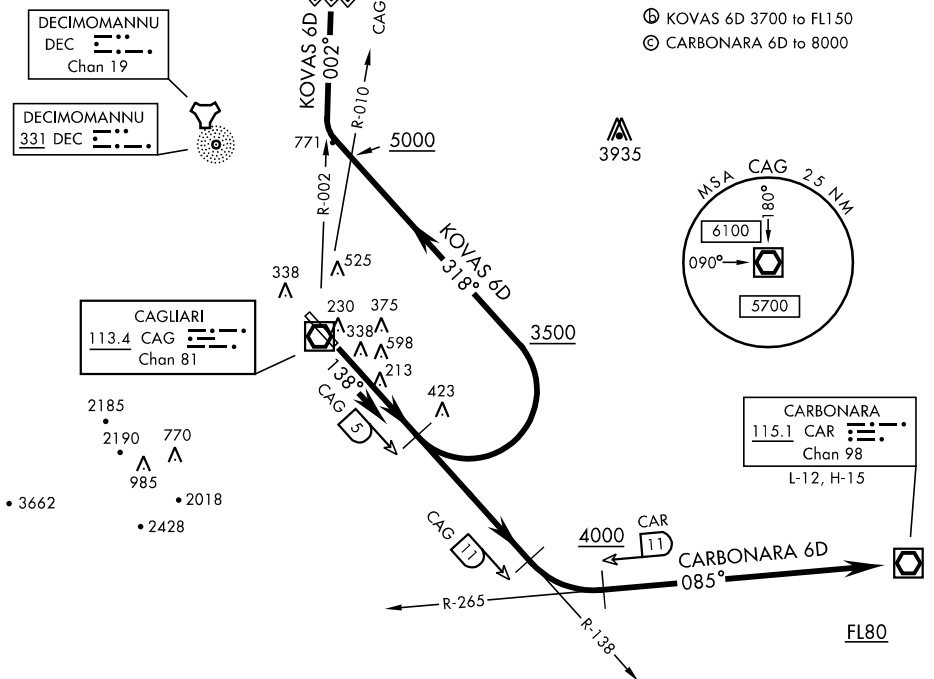 DECIMOMANNU
DEC
Chan 19
DECIMOMANNU
331 DEC
KOVAS 6D
002°
CAG
R-010
771
5000
R-002
ⓑ KOVAS 6D 3700 to FL150
ⓒ CARBONARA 6D to 8000
3935
MSA CAG 25 NM
180°
6100
090°
5700
KOVAS 6D
318°
3500
338
525
230
375
338
598
213
423
CAGLIARI
113.4 CAG
Chan 81
138°
CAG 5
2185
2190
770
985
2018
3662
2428
CARBONARA
115.1 CAR
Chan 98
L-12, H-15
CAG 11
4000
CAR
11
CARBONARA 6D
085°
R-265
R-138
FL80